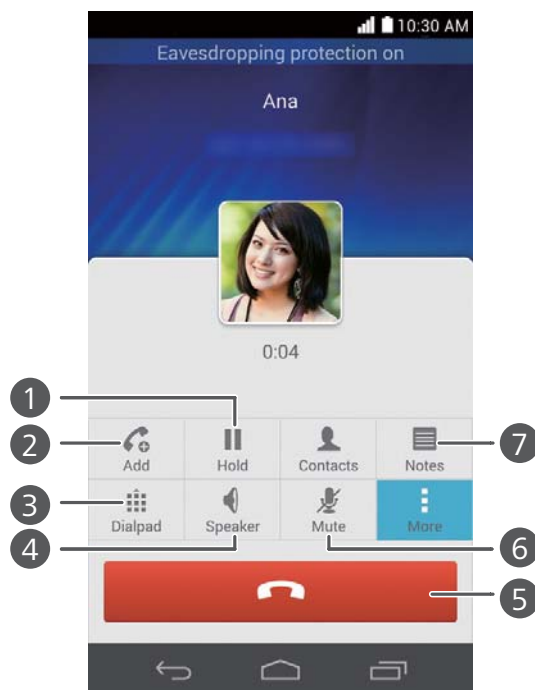 10:30 AM
Eavesdropping protection on
Ana
0:04
1
2
Add
Hold
Contacts
Notes
7
3
Dialpad
Speaker
Mute
More
4
6
5